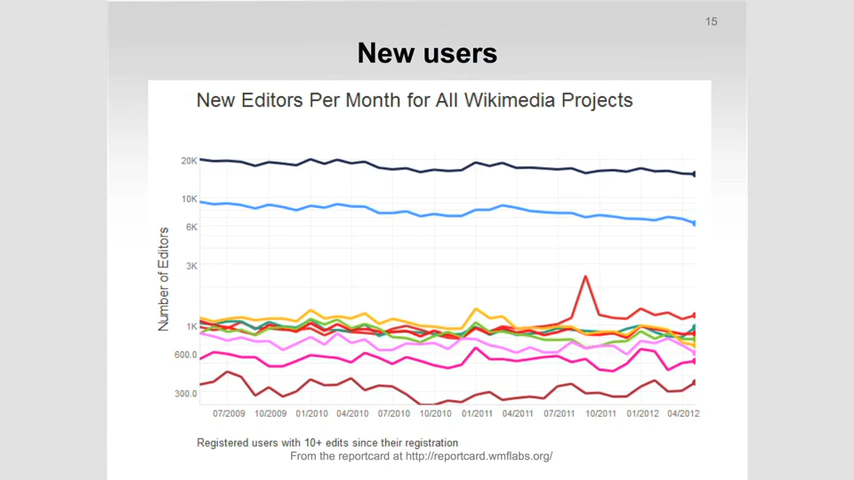 15
New users
New Editors Per Month for All Wikimedia Projects
Number of Editors
20K
10K
6K
3K
1K
600.0
300.0
07/2009 10/2009 01/2010 04/2010 07/2010 10/2010 01/2011 04/2011 07/2011 10/2011 01/2012 04/2012
Registered users with 10+ edits since their registration
From the reportcard at http://reportcard.wmflabs.org/